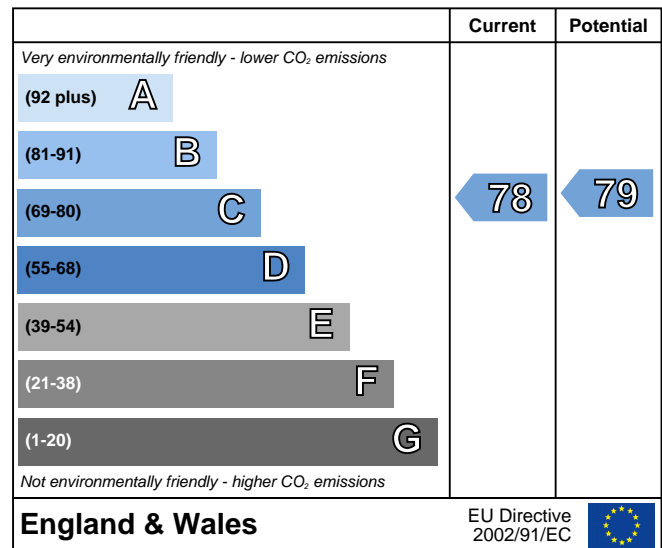 Current Potential
Very environmentally friendly - lower CO₂ emissions
(92 plus) A
(81-91) B
(69-80) C 78 79
(55-68) D
(39-54) E
(21-38) F
(1-20) G
Not environmentally friendly - higher CO₂ emissions
England & Wales
EU Directive
2002/91/EC